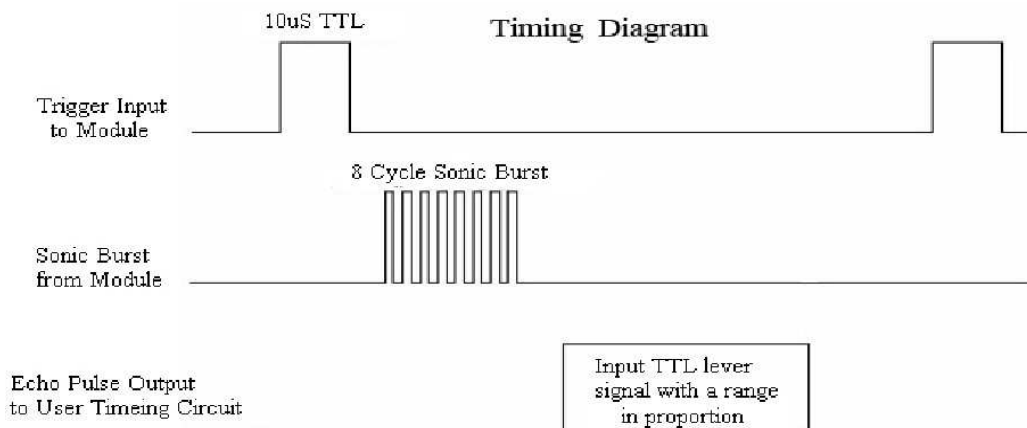 10uS TTL
Timing Diagram
Trigger Input
to Module
8 Cycle Sonic Burst
Sonic Burst
from Module
Echo Pulse Output
to User Timeing Circuit
Input TTL lever
signal with a range
in proportion